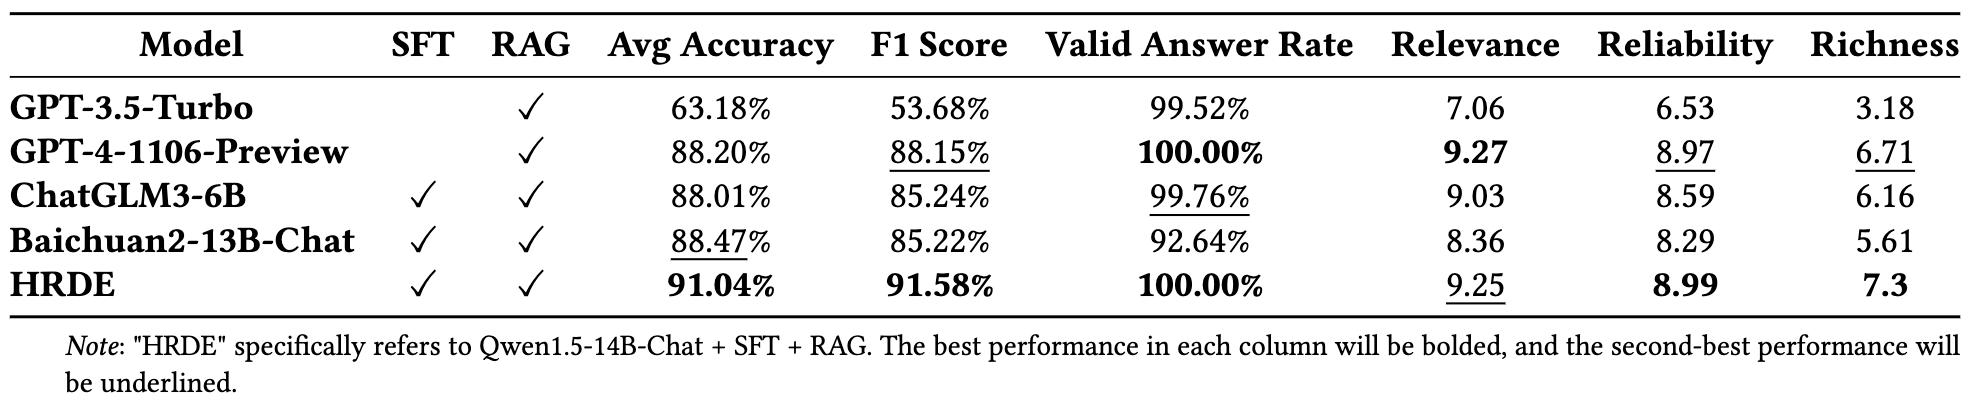 Model SFT RAG Avg Accuracy F1 Score Valid Answer Rate Relevance Reliability Richness
GPT-3.5-Turbo ✓ 63.18% 53.68% 99.52% 7.06 6.53 3.18
GPT-4-1106-Preview ✓ 88.20% 88.15% 100.00% 9.27 8.97 6.71
ChatGLM3-6B ✓ ✓ 88.01% 85.24% 99.76% 9.03 8.59 6.16
Baichuan2-13B-Chat ✓ ✓ 88.47% 85.22% 92.64% 8.36 8.29 5.61
HRDE ✓ ✓ 91.04% 91.58% 100.00% 9.25 8.99 7.3
Note: "HRDE" specifically refers to Qwen1.5-14B-Chat + SFT + RAG. The best performance in each column will be bolded, and the second-best performance will
be underlined.